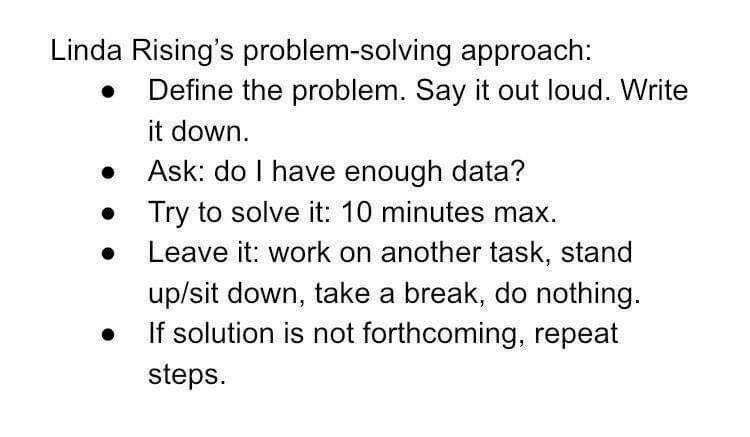 Linda Rising’s problem-solving approach:
● Define the problem. Say it out loud. Write
it down.
● Ask: do I have enough data?
● Try to solve it: 10 minutes max.
● Leave it: work on another task, stand
up/sit down, take a break, do nothing.
● If solution is not forthcoming, repeat
steps.